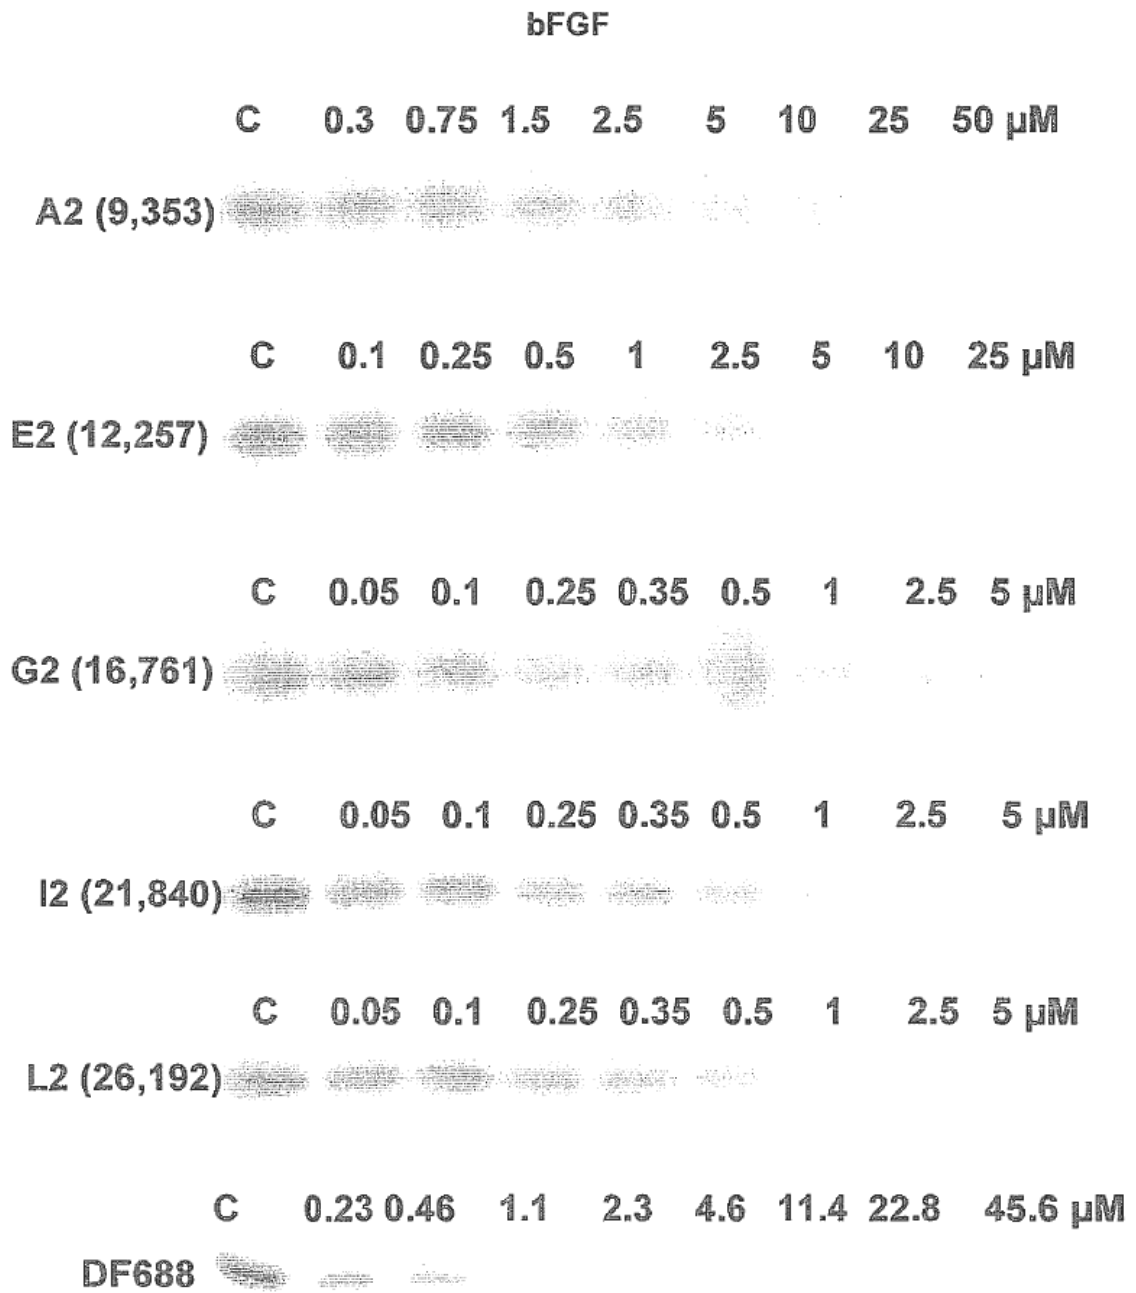 bFGF
C 0.3 0.75 1.5 2.5 5 10 25 50 µM
A2 (9,353)
C 0.1 0.25 0.5 1 2.5 5 10 25 µM
E2 (12,257)
C 0.05 0.1 0.25 0.35 0.5 1 2.5 5 µM
G2 (16,761)
C 0.05 0.1 0.25 0.35 0.5 1 2.5 5 µM
I2 (21,840)
C 0.05 0.1 0.25 0.35 0.5 1 2.5 5 µM
L2 (26,192)
C 0.23 0.46 1.1 2.3 4.6 11.4 22.8 45.6 µM
DF688